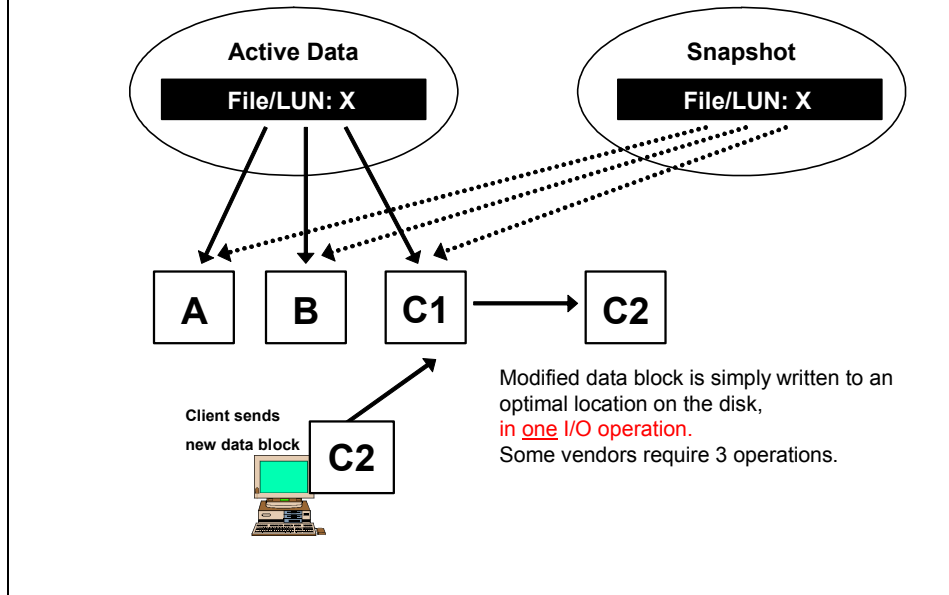 Active Data
File/LUN: X
Snapshot
File/LUN: X
A
B
C1
C2
Client sends
new data block
C2
Modified data block is simply written to an
optimal location on the disk,
in one I/O operation.
Some vendors require 3 operations.